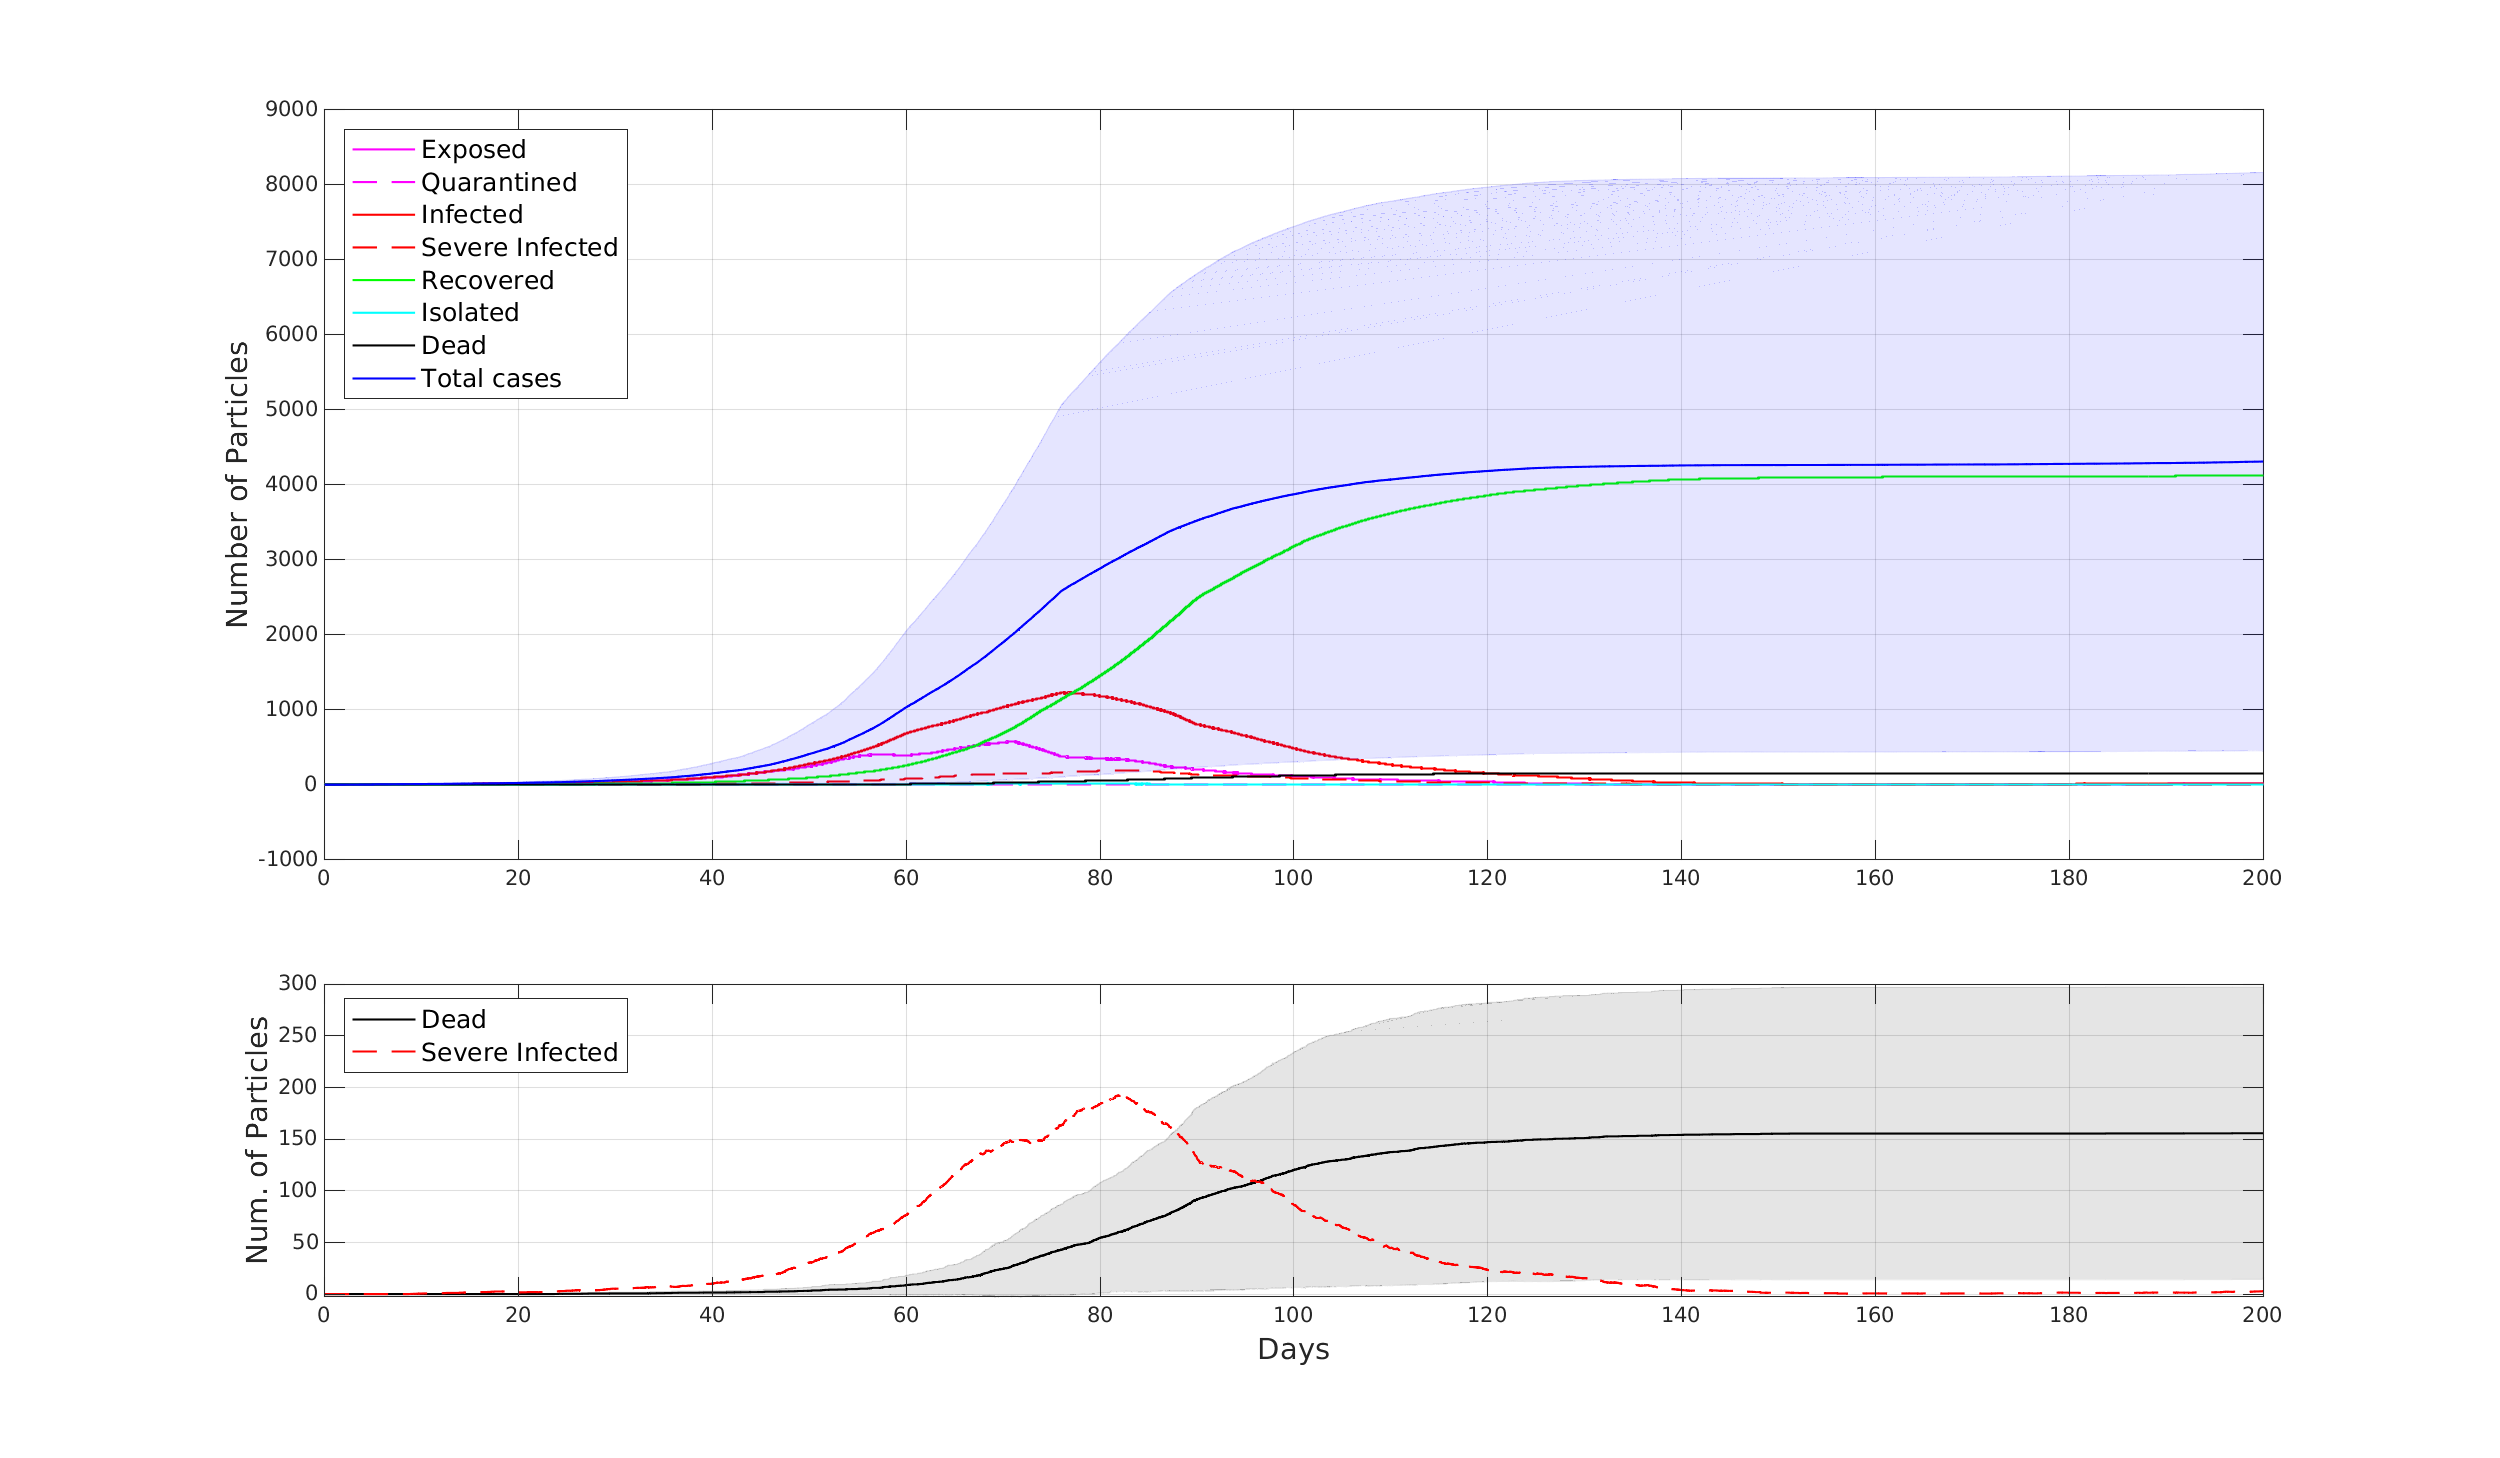 9000
8000
7000
6000
5000
4000
3000
2000
1000
0
-1000
Number of Particles
Exposed
Quarantined
Infected
Severe Infected
Recovered
Isolated
Dead
Total cases
0 20 40 60 80 100 120 140 160 180 200
300
250
200
150
100
50
0
Num. of Particles
Dead
Severe Infected
0 20 40 60 80 100 120 140 160 180 200
Days